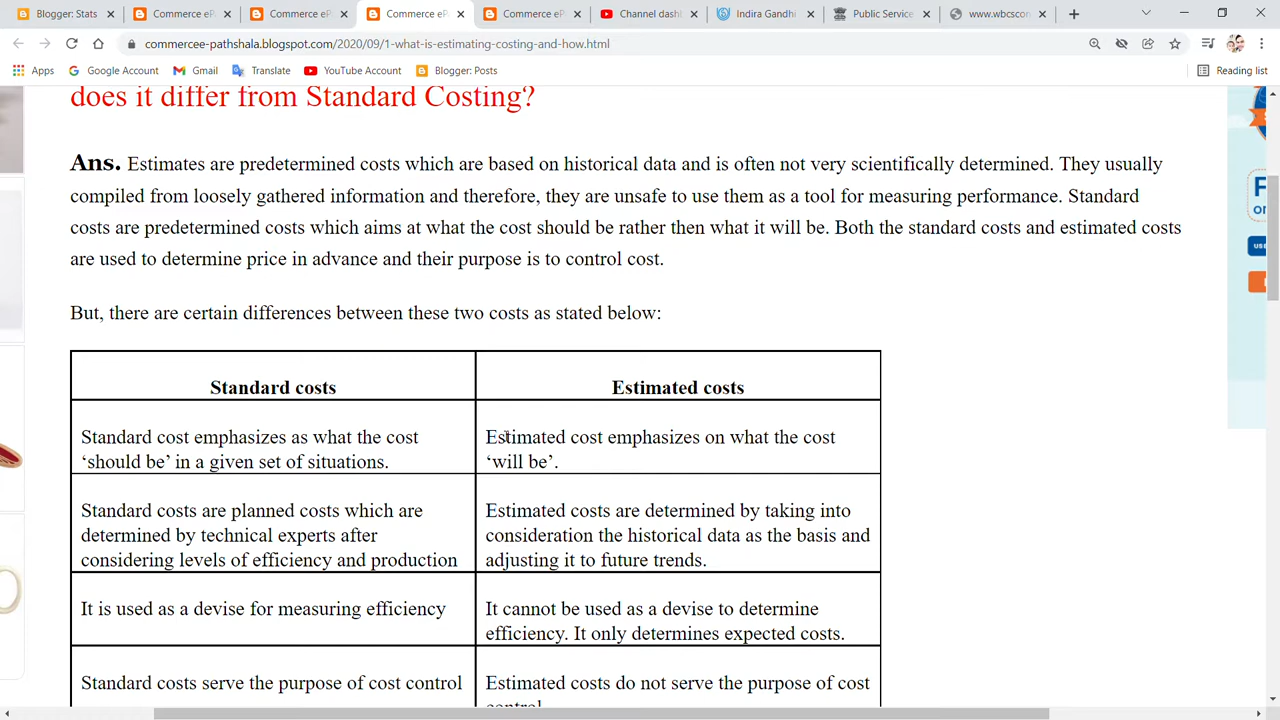 Blogger: Stats
Commerce eP
Commerce eP
Commerce eP
Commerce eP
Channel dash
Indira Gandhi
Public Service
www.wbcscon
commercee-pathshala.blogspot.com/2020/09/1-what-is-estimating-costing-and-how.html
Apps
Google Account
Gmail
Translate
YouTube Account
Blogger: Posts
Reading list
does it differ from Standard Costing?
Ans. Estimates are predetermined costs which are based on historical data and is often not very scientifically determined. They usually
compiled from loosely gathered information and therefore, they are unsafe to use them as a tool for measuring performance. Standard
costs are predetermined costs which aims at what the cost should be rather then what it will be. Both the standard costs and estimated costs
are used to determine price in advance and their purpose is to control cost.
But, there are certain differences between these two costs as stated below:
Standard costs
Estimated costs
Standard cost emphasizes as what the cost
‘should be’ in a given set of situations.
Estimated cost emphasizes on what the cost
‘will be’.
Standard costs are planned costs which are
determined by technical experts after
considering levels of efficiency and production
Estimated costs are determined by taking into
consideration the historical data as the basis and
adjusting it to future trends.
It is used as a devise for measuring efficiency
It cannot be used as a devise to determine
efficiency. It only determines expected costs.
Standard costs serve the purpose of cost control
Estimated costs do not serve the purpose of cost
control